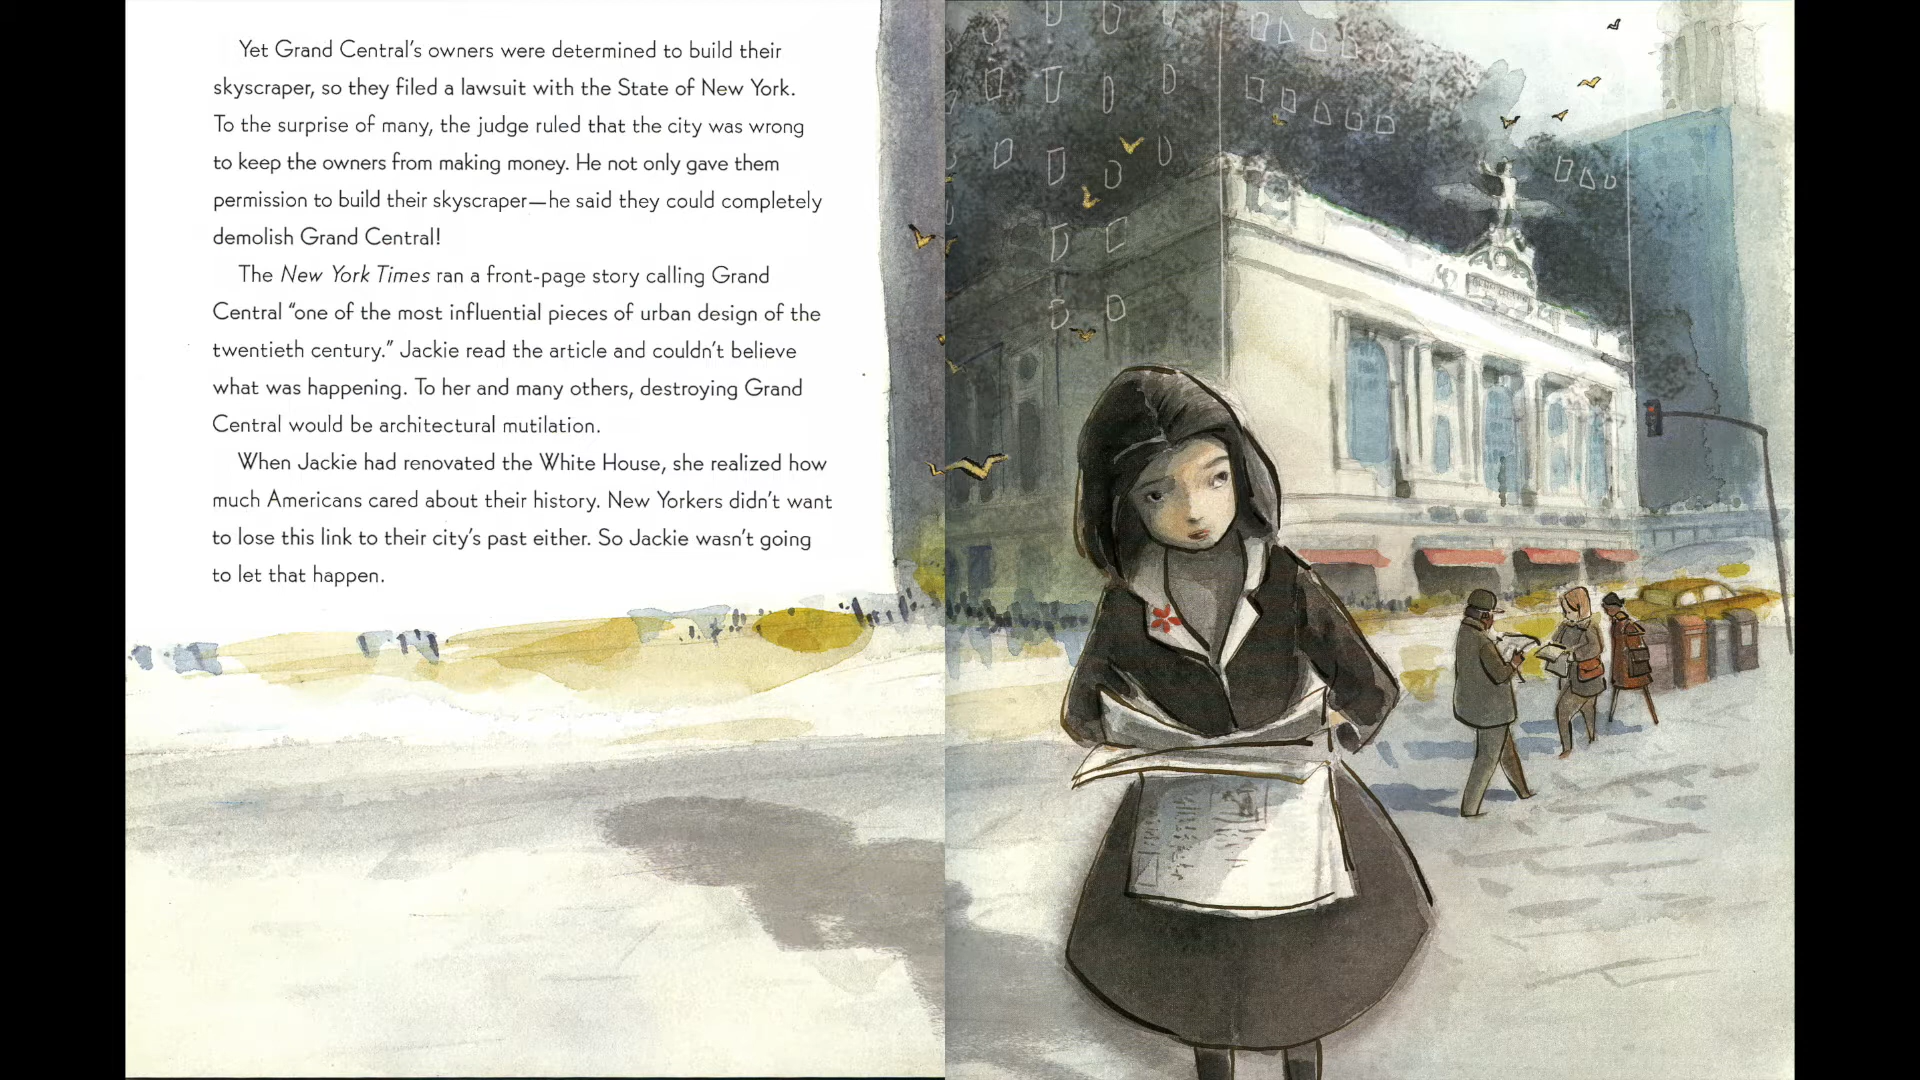 Yet Grand Central's owners were determined to build their
skyscraper, so they filed a lawsuit with the State of New York.
To the surprise of many, the judge ruled that the city was wrong
to keep the owners from making money. He not only gave them
permission to build their skyscraper—he said they could completely
demolish Grand Central!
The New York Times ran a front-page story calling Grand
Central “one of the most influential pieces of urban design of the
twentieth century.” Jackie read the article and couldn't believe
what was happening. To her and many others, destroying Grand
Central would be architectural mutilation.
When Jackie had renovated the White House, she realized how
much Americans cared about their history. New Yorkers didn't want
to lose this link to their city's past either. So Jackie wasn't going
to let that happen.